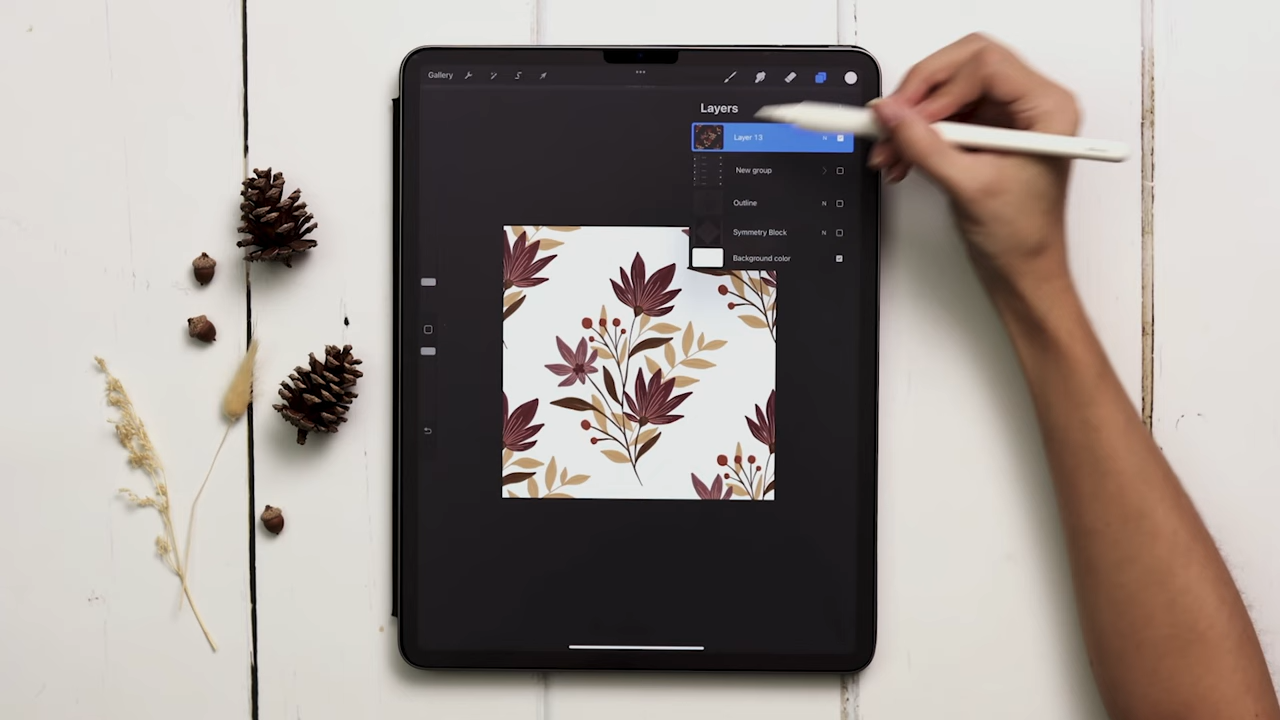 Gallery
Layers
Layer 13
N
New group
Outline
N
Symmetry Block
N
Background color